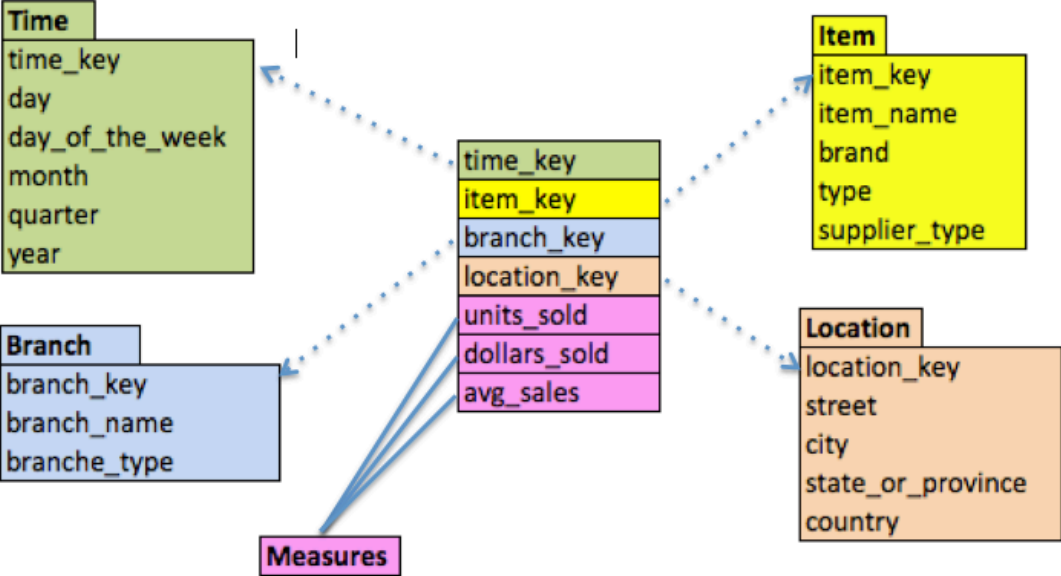 Time
time_key
day
day_of_the_week
month
quarter
year
Branch
branch_key
branch_name
branche_type
time_key
item_key
branch_key
location_key
units_sold
dollars_sold
avg_sales
Measures
Item
item_key
item_name
brand
type
supplier_type
Location
location_key
street
city
state_or_province
country